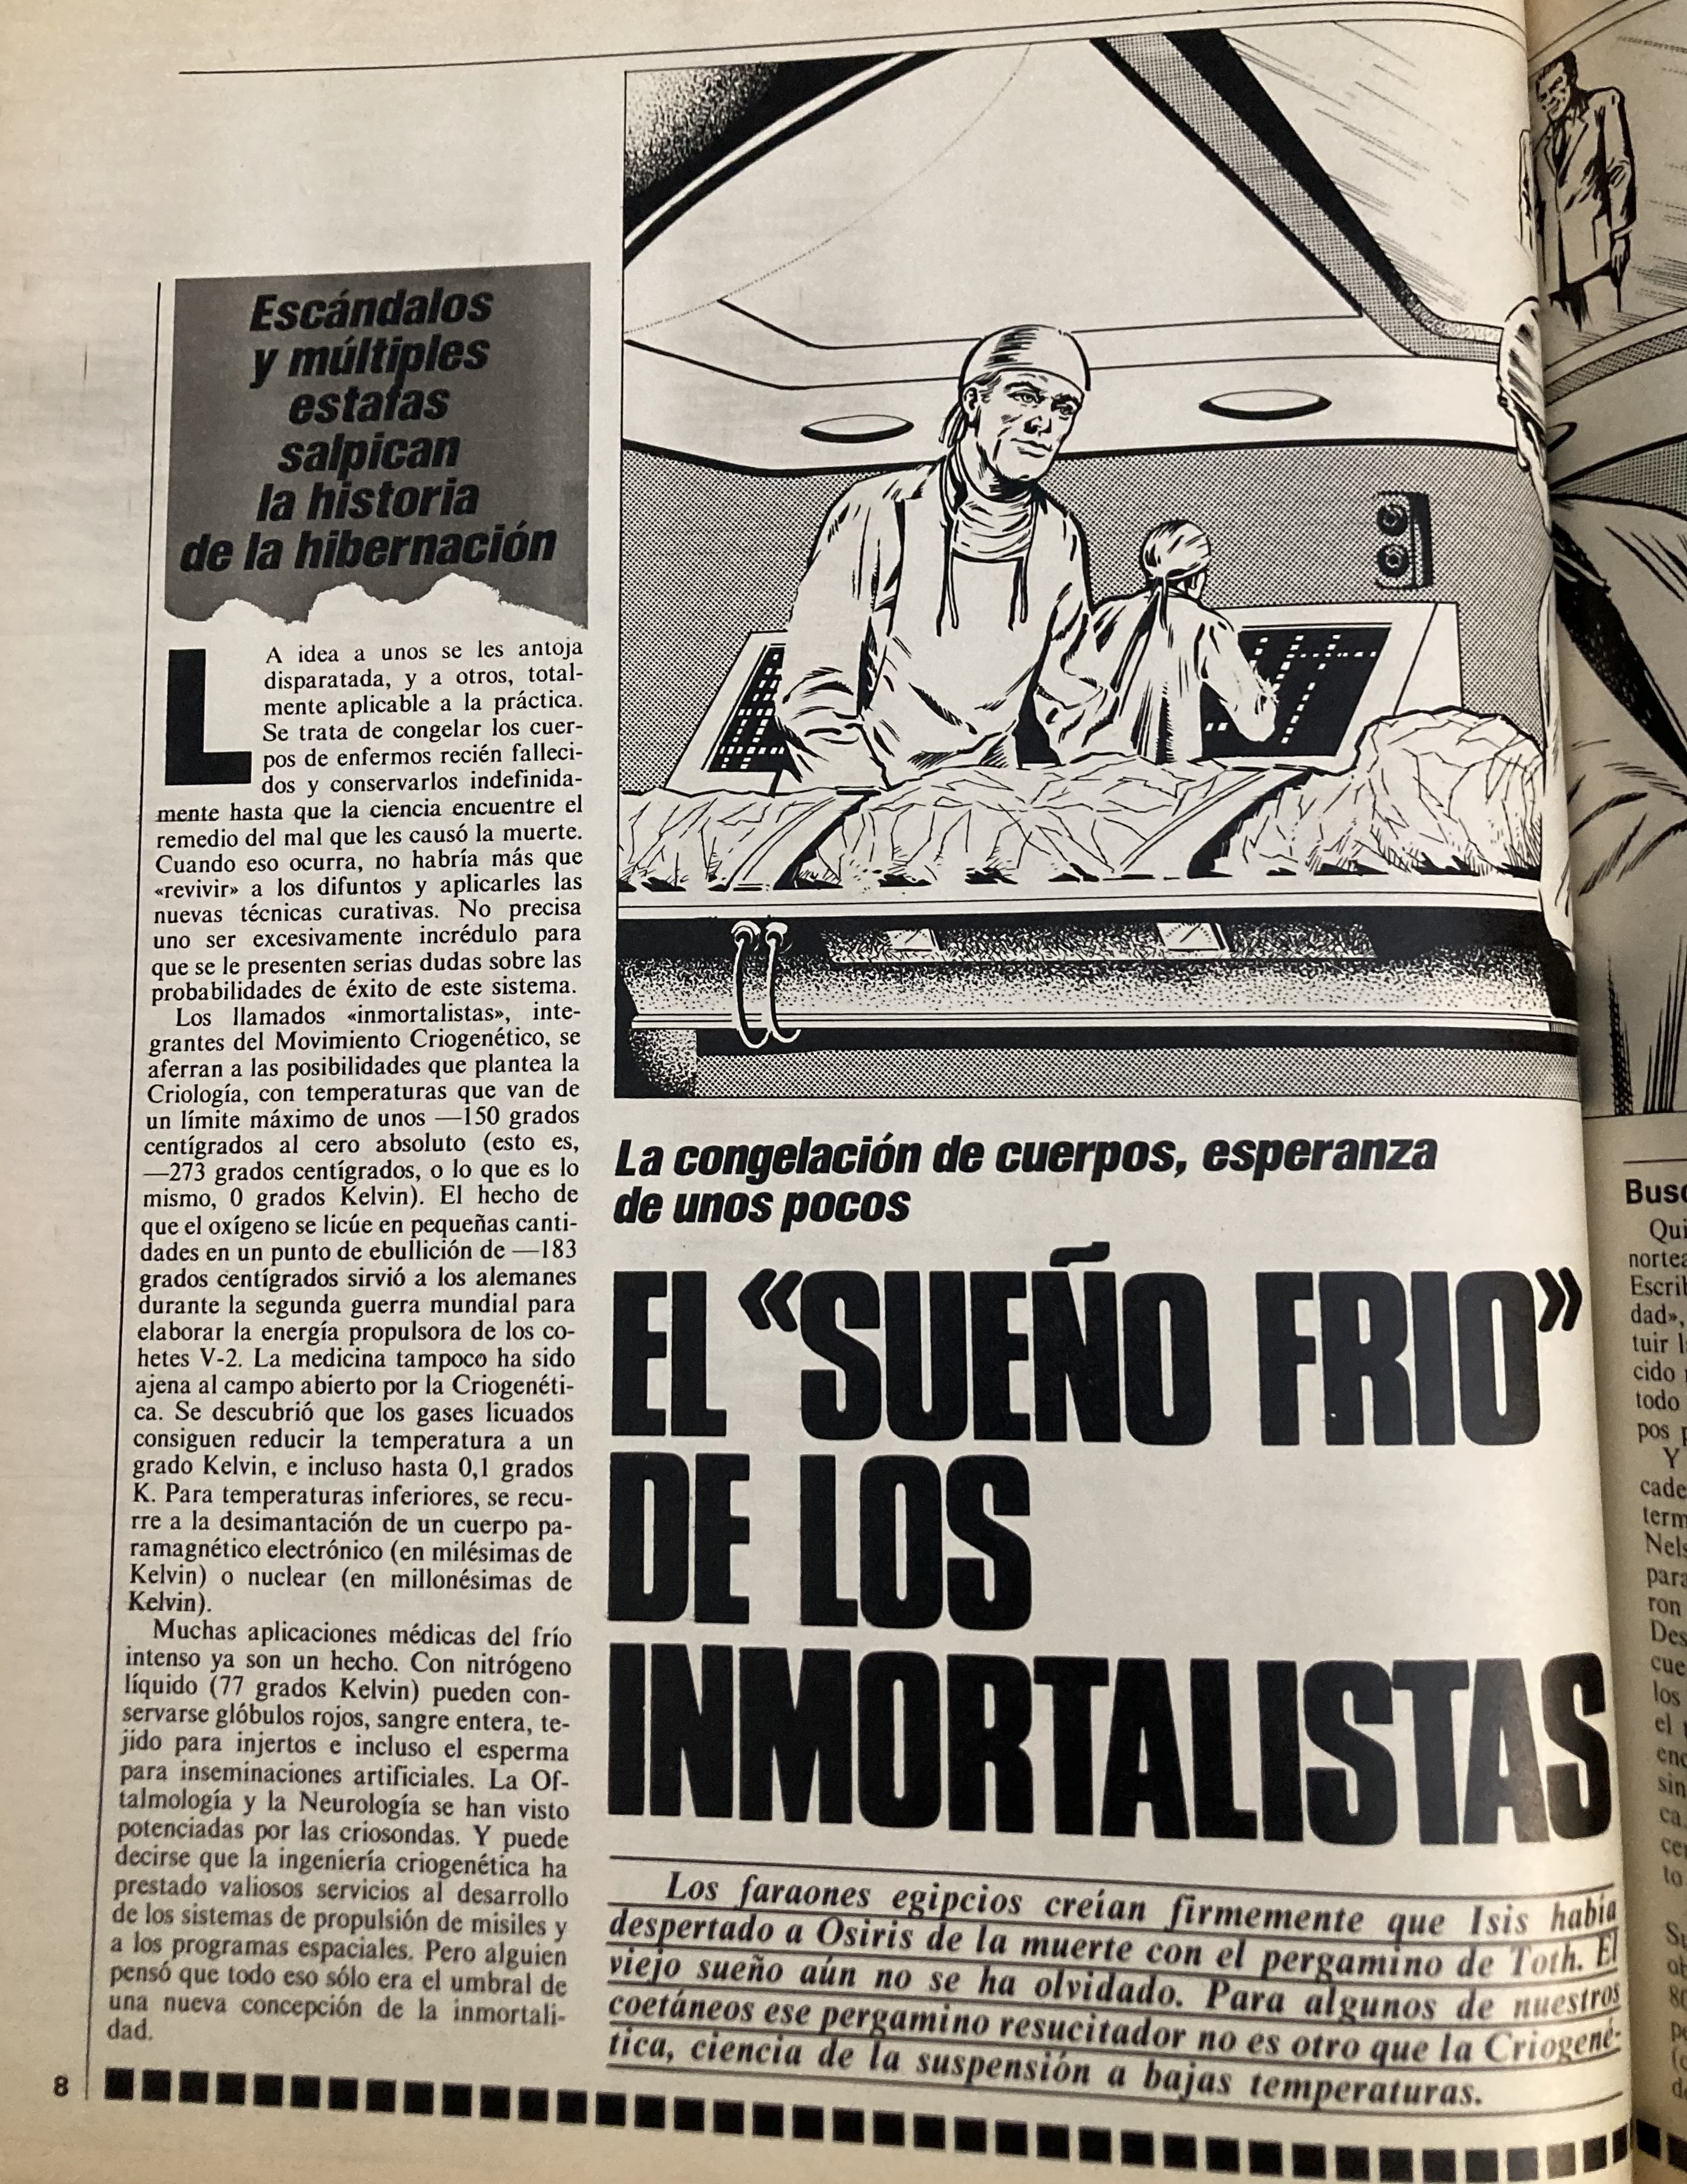 Escándalos
y múltiples
estafas
salpican
la historia
de la hibernación
LA idea a unos se les antoja
disparatada, y a otros, total-
mente aplicable a la práctica.
Se trata de congelar los cuer-
pos de enfermos recién falleci-
dos y conservarlos indefinida-
mente hasta que la ciencia encuentre el
remedio del mal que les causó la muerte.
Cuando eso ocurra, no habría más que
«revivir» a los difuntos y aplicarles las
nuevas técnicas curativas. No precisa
uno ser excesivamente incrédulo para
que se le presenten serias dudas sobre las
probabilidades de éxito de este sistema.
Los llamados «inmortalistas», inte-
grantes del Movimiento Criogenético, se
aferran a las posibilidades que plantea la
Criología, con temperaturas que van de
un límite máximo de unos —150 grados
centígrados al cero absoluto (esto es,
—273 grados centígrados, o lo que es lo
mismo, 0 grados Kelvin). El hecho de
que el oxígeno se licúe en pequeñas canti-
dades en un punto de ebullición de —183
grados centígrados sirvió a los alemanes
durante la segunda guerra mundial para
elaborar la energía propulsora de los co-
hetes V-2. La medicina tampoco ha sido
ajena al campo abierto por la Criogenéti-
ca. Se descubrió que los gases licuados
consiguen reducir la temperatura a un
grado Kelvin, e incluso hasta 0,1 grados
K. Para temperaturas inferiores, se recu-
rre a la desimantación de un cuerpo pa-
ramagnético electrónico (en milésimas de
Kelvin) o nuclear (en millonésimas de
Kelvin).
Muchas aplicaciones médicas del frío
intenso ya son un hecho. Con nitrógeno
líquido (77 grados Kelvin) pueden con-
servarse glóbulos rojos, sangre entera, te-
jido para injertos e incluso el esperma
para inseminaciones artificiales. La Of-
talmología y la Neurología se han visto
potenciadas por las criosondas. Y puede
decirse que la ingeniería criogenética ha
prestado valiosos servicios al desarrollo
de los sistemas de propulsión de misiles y
a los programas espaciales. Pero alguien
pensó que todo eso sólo era el umbral de
una nueva concepción de la inmortali-
dad.
8
La congelación de cuerpos, esperanza
de unos pocos
EL «SUEÑO FRIO»
DE LOS
INMORTALISTAS
Los faraones egipcios creían firmemente que Isis había
despertado a Osiris de la muerte con el pergamino de Toth. El
viejo sueño aún no se ha olvidado. Para algunos de nuestros
coetáneos ese pergamino resucitador no es otro que la Criogené-
tica, ciencia de la suspensión a bajas temperaturas.